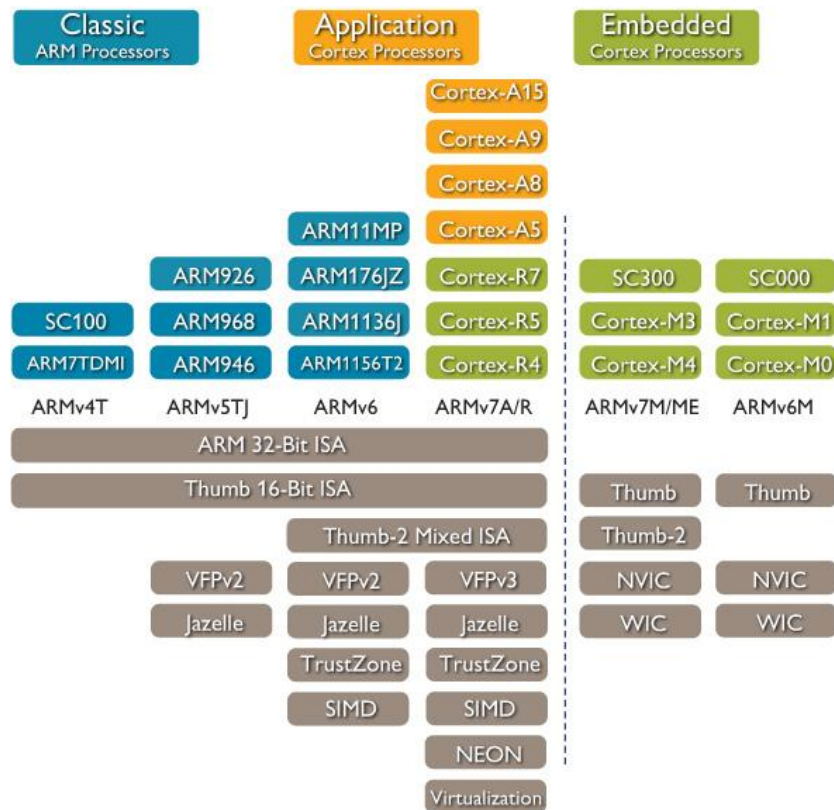 Classic
ARM Processors
Application
Cortex Processors
Embedded
Cortex Processors
Cortex-A15
Cortex-A9
Cortex-A8
ARM11MP Cortex-A5
ARM926 ARM176JZ Cortex-R7 SC300 SC000
SC100 ARM968 ARM1136J Cortex-R5 Cortex-M3 Cortex-M1
ARM7TDMI ARM946 ARM1156T2 Cortex-R4 Cortex-M4 Cortex-M0
ARMv4T ARMv5TJ ARMv6 ARMv7A/R ARMv7M/ME ARMv6M
ARM 32-Bit ISA
Thumb 16-Bit ISA Thumb Thumb
Thumb-2 Mixed ISA Thumb-2
VFPv2 VFPv2 VFPv3 NVIC NVIC
Jazelle Jazelle Jazelle WIC WIC
TrustZone TrustZone
SIMD SIMD
NEON
Virtualization